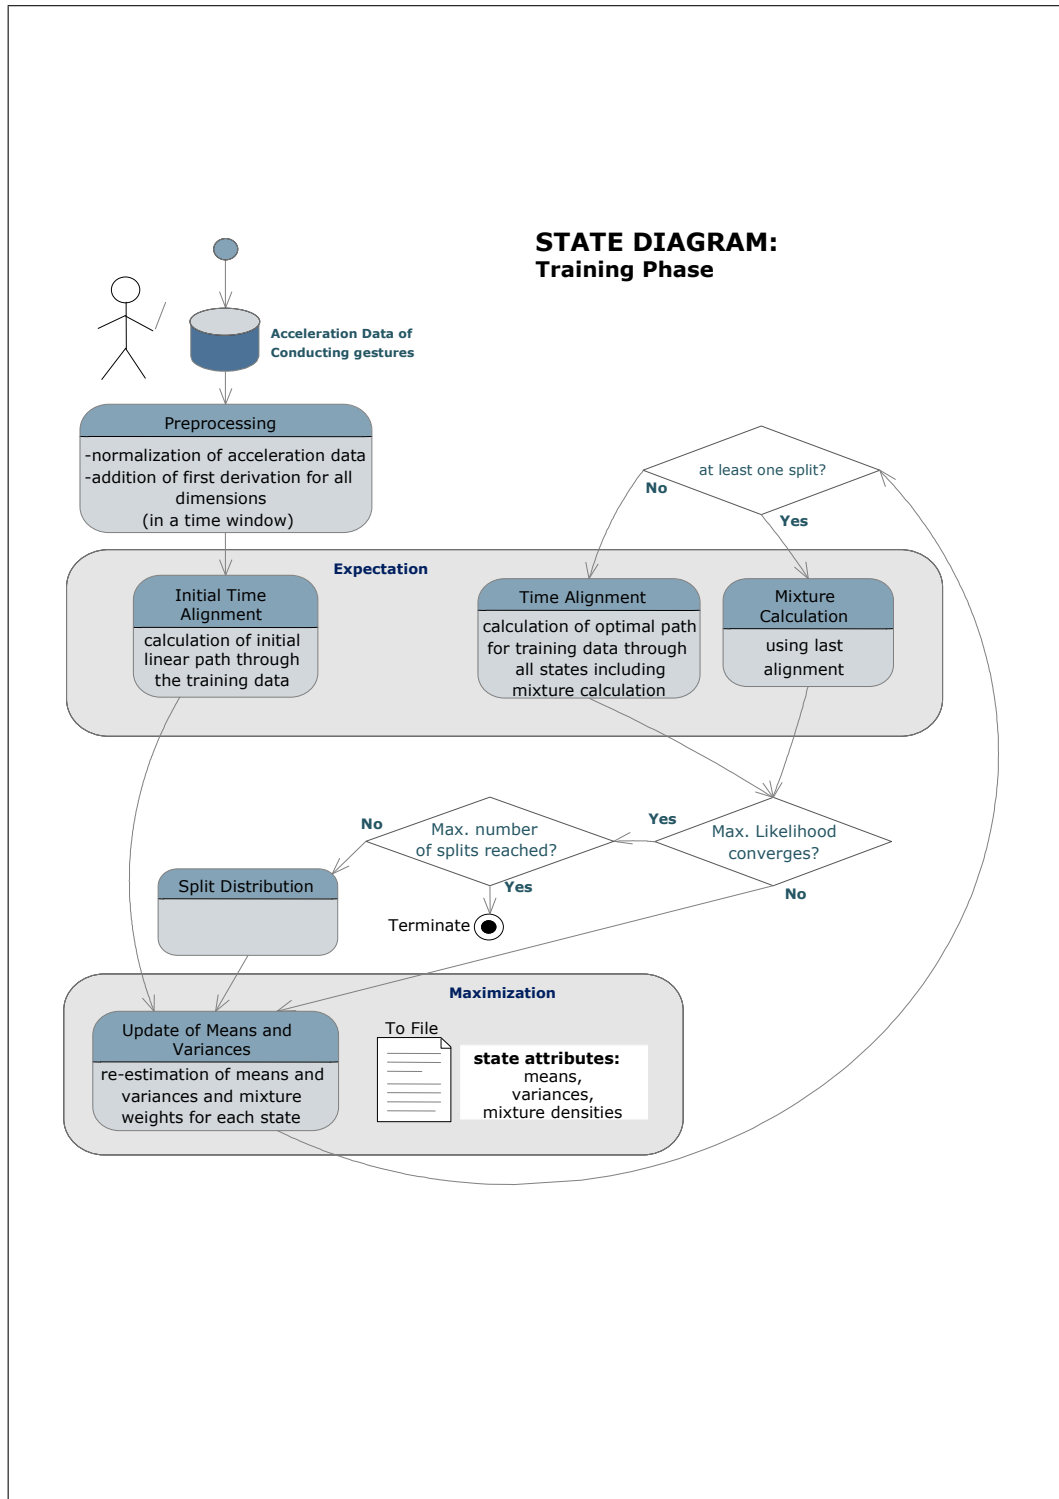 STATE DIAGRAM:
Training Phase
Acceleration Data of
Conducting gestures
Preprocessing
-normalization of acceleration data
-addition of first derivation for all
dimensions
(in a time window)
at least one split?
No
Yes
Expectation
Initial Time
Alignment
calculation of initial
linear path through
the training data
Time Alignment
calculation of optimal path
for training data through
all states including
mixture calculation
Mixture
Calculation
using last
alignment
Max. Likelihood
converges?
Yes
No
Max. number
of splits reached?
No
Yes
Split Distribution
Terminate
Maximization
Update of Means and
Variances
re-estimation of means and
variances and mixture
weights for each state
To File
state attributes:
means,
variances,
mixture densities